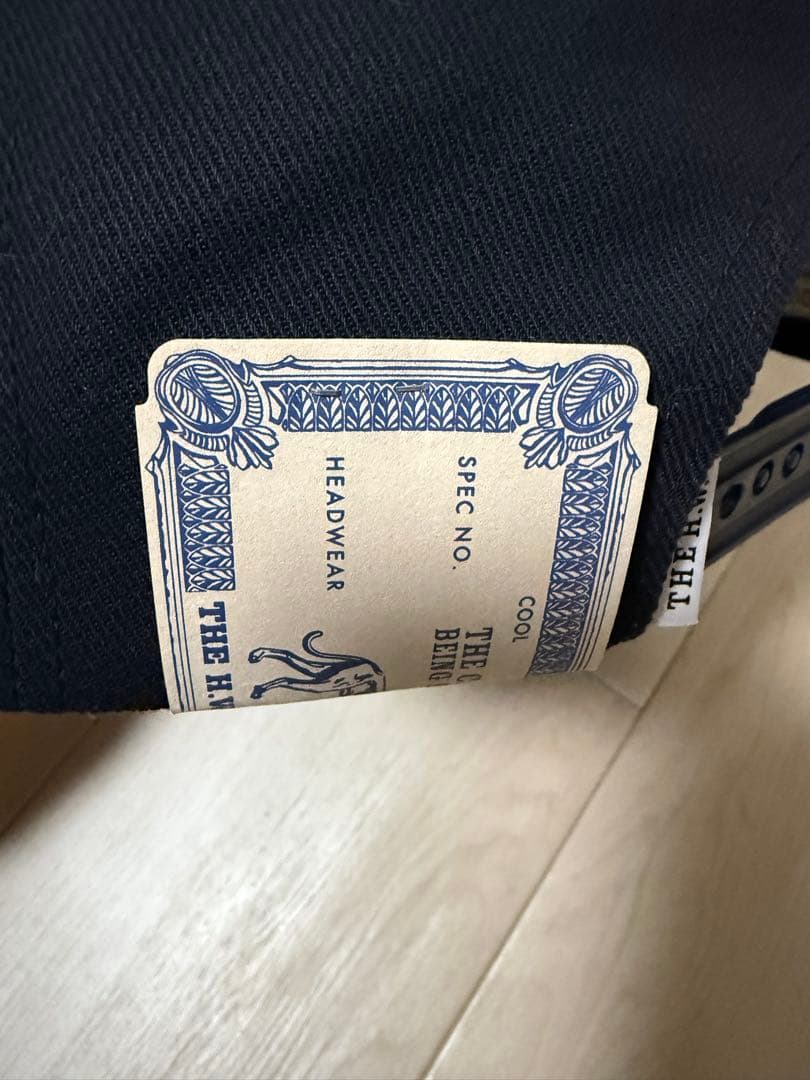 COOL
THE C
BEING
SPEC NO.
HEADWEAR
THE H.W
THE H.W.